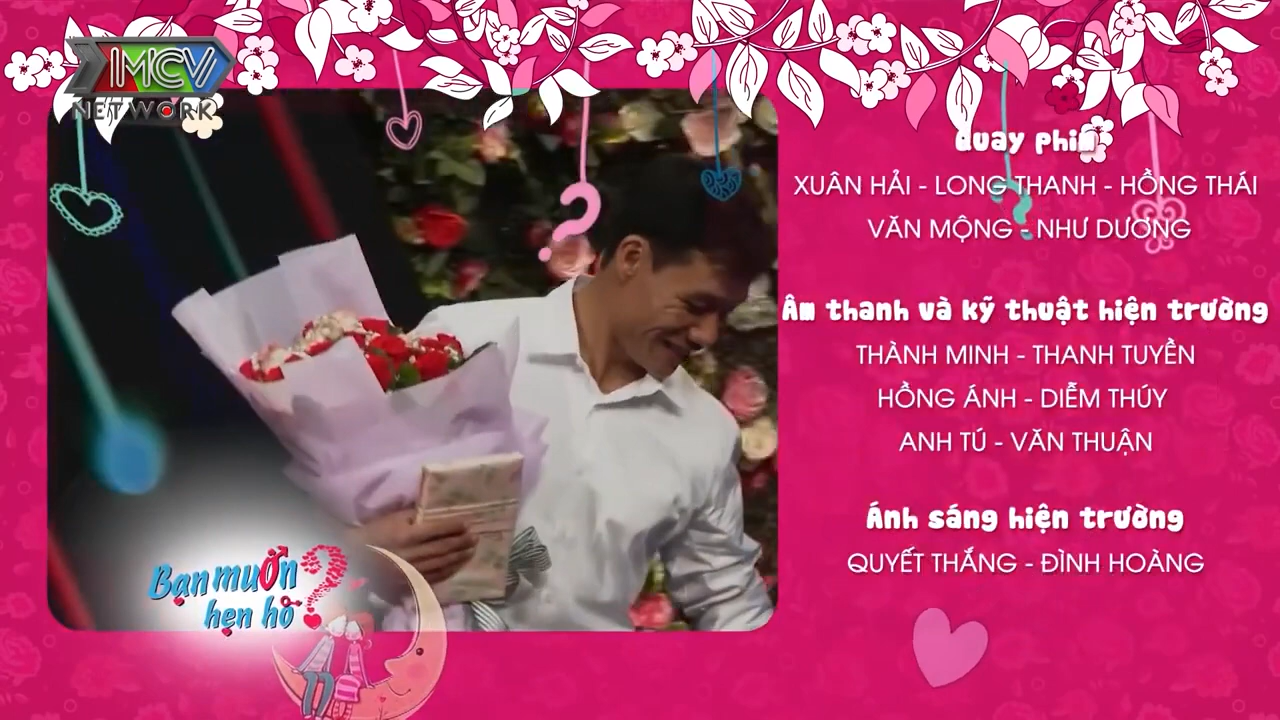 MCV
NETWORK
Quay phim
XUÂN HẢI - LONG THANH - HỒNG THÁI
VĂN MỘNG - NHƯ DƯƠNG
Âm thanh và kỹ thuật hiện trường
THÀNH MINH - THANH TUYỀN
HỒNG ÁNH - DIỄM THÚY
ANH TÚ - VĂN THUẬN
Ánh sáng hiện trường
QUYẾT THẮNG - ĐÌNH HOÀNG
Bạn muốn
hẹn hò ?